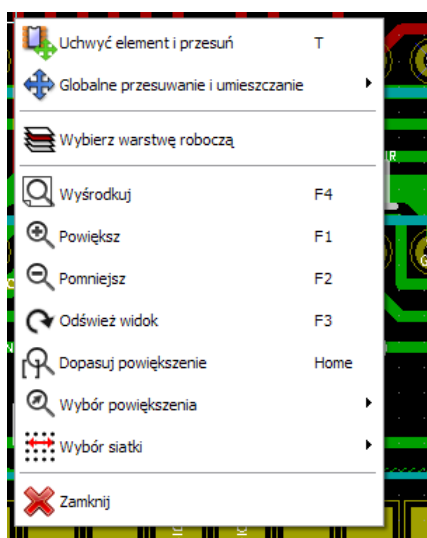 Uchwyć element i przesuń T
Globalne przesuwanie i umieszczanie
Wybierz warstwę roboczą
Wyśrodkuj F4
Powiększ F1
Pomniejsz F2
Odśwież widok F3
Dopasuj powiększenie Home
Wybór powiększenia
Wybór siatki
Zamknij